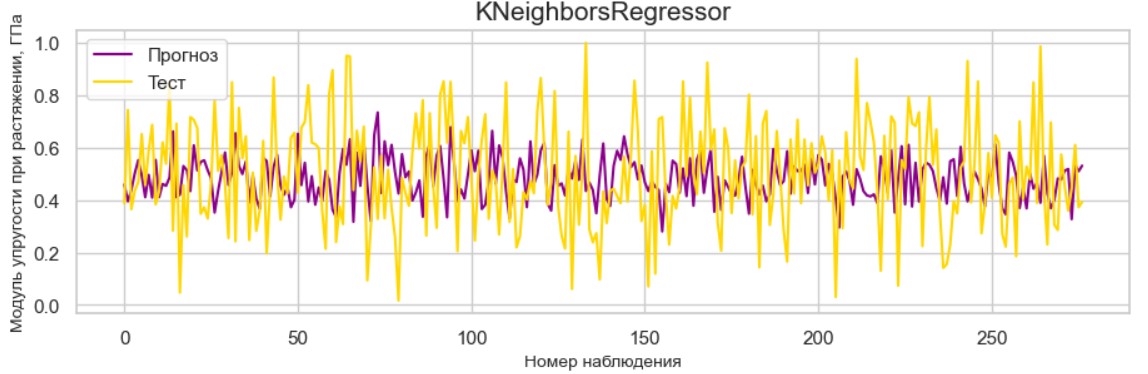 KNeighborsRegressor
Модуль упругости при растяжении, ГПа
1.0
0.8
0.6
0.4
0.2
0.0
Прогноз
Тест
0 50 100 150 200 250
Номер наблюдения